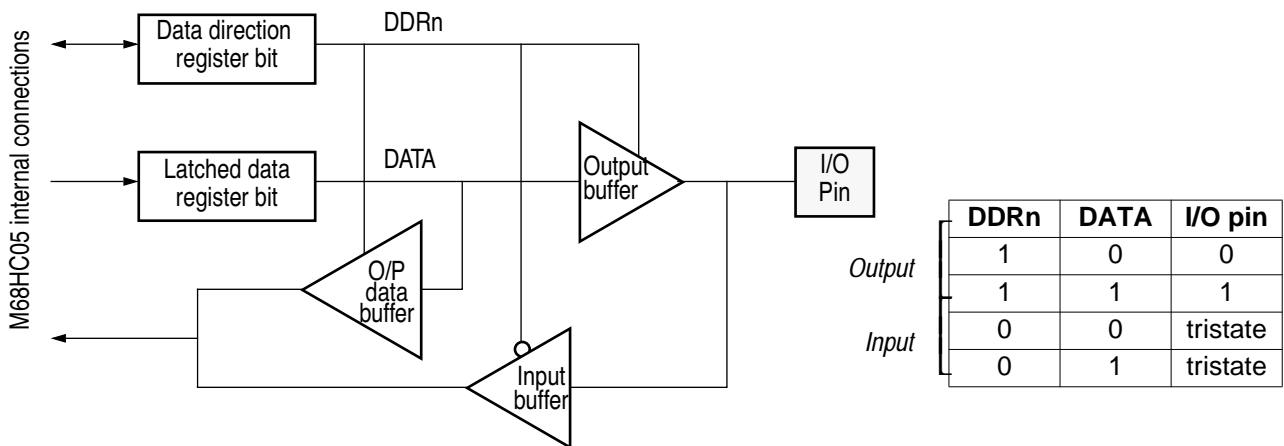 M68HC05 internal connections
Data direction
register bit
DDRn
Latched data
register bit
DATA
Output
buffer
I/O
Pin
O/P
data
buffer
Input
buffer
DDRn DATA I/O pin
Output
1 0 0
1 1 1
Input
0 0 tristate
0 1 tristate